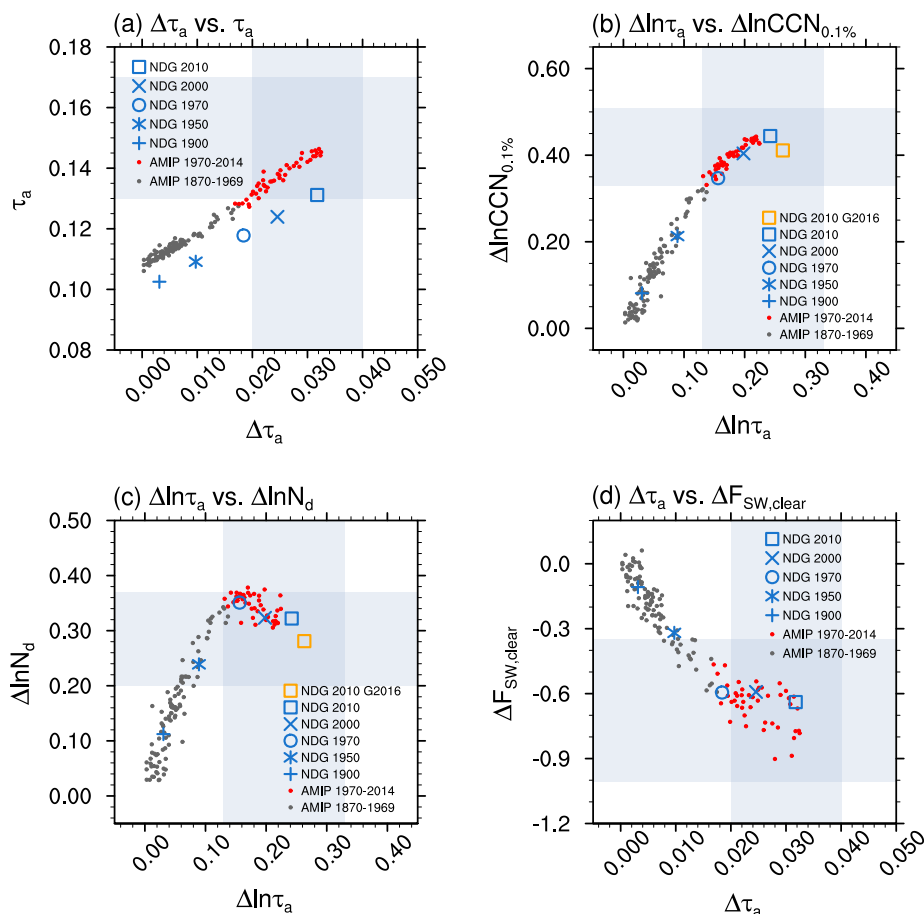 (a) Δτa vs. τa
0.18
0.16
0.14
0.12
0.10
0.08
τa
NDG 2010
NDG 2000
NDG 1970
NDG 1950
NDG 1900
AMIP 1970-2014
AMIP 1870-1969
0.000
0.010
0.020
0.030
0.040
0.050
Δτa
(b) Δlnτa vs. ΔlnCCN0.1%
0.60
0.40
0.20
0.00
ΔlnCCN0.1%
NDG 2010 G2016
NDG 2010
NDG 2000
NDG 1970
NDG 1950
NDG 1900
AMIP 1970-2014
AMIP 1870-1969
0.00
0.10
0.20
0.30
0.40
Δlnτa
(c) Δlnτa vs. ΔlnNd
0.50
0.40
0.30
0.20
0.10
0.00
ΔlnNd
NDG 2010 G2016
NDG 2010
NDG 2000
NDG 1970
NDG 1950
NDG 1900
AMIP 1970-2014
AMIP 1870-1969
0.00
0.10
0.20
0.30
0.40
Δlnτa
(d) Δτa vs. ΔFSW,clear
0.0
-0.3
-0.6
-0.9
-1.2
ΔFSW,clear
NDG 2010
NDG 2000
NDG 1970
NDG 1950
NDG 1900
AMIP 1970-2014
AMIP 1870-1969
0.000
0.010
0.020
0.030
0.040
0.050
Δτa